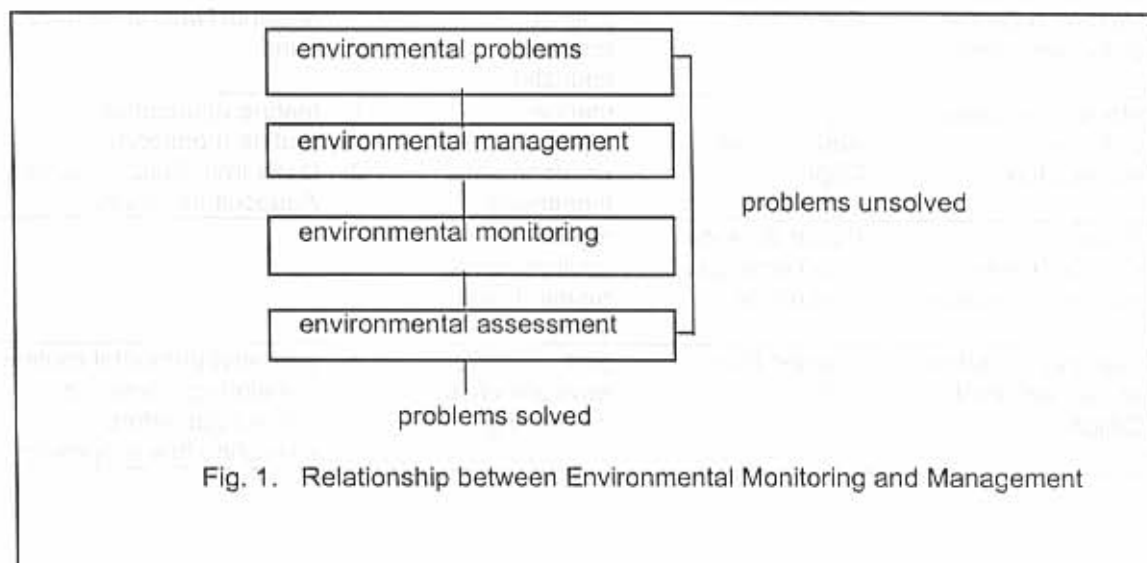 environmental problems
environmental management
problems unsolved
environmental monitoring
environmental assessment
problems solved
Fig. 1. Relationship between Environmental Monitoring and Management